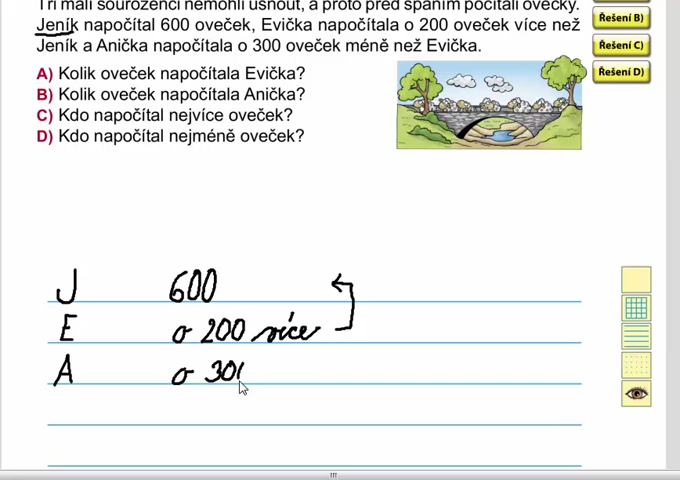 Tři malí sourozenci nemohli usnout, a proto před spaním počítali ovečky.
Jeník napočítal 600 oveček, Evička napočítala o 200 oveček více než
Jeník a Anička napočítala o 300 oveček méně než Evička.
A) Kolik oveček napočítala Evička?
B) Kolik oveček napočítala Anička?
C) Kdo napočítal nejvíce oveček?
D) Kdo napočítal nejméně oveček?
Řešení B)
Řešení C)
Řešení D)
J 600
E o 200 více
A o 300